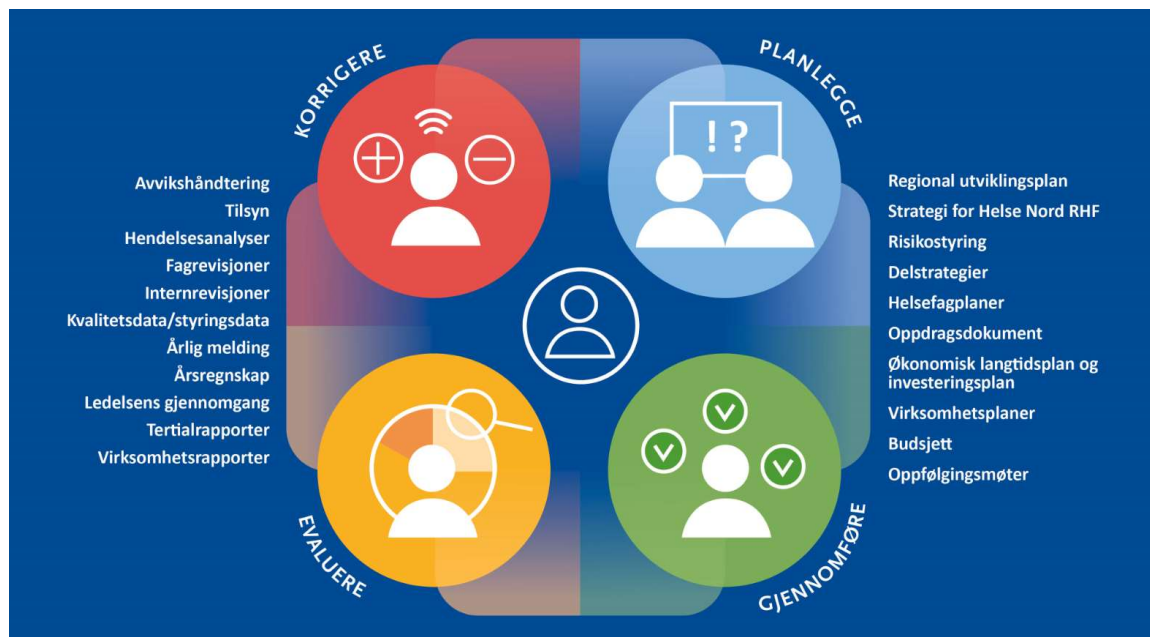 KORRIGERE
PLANLEGGE
! ?
Avvikshåndtering
Tilsyn
Hendelsesanalyser
Fagrevisjoner
Internrevisjoner
Kvalitetsdata/styringsdata
Årlig melding
Årsregnskap
Ledelsens gjennomgang
Tertialrapporter
Virksomhetsrapporter
Regional utviklingsplan
Strategi for Helse Nord RHF
Risikostyring
Delstrategier
Helsefagplaner
Oppdragsdokument
Økonomisk langtidsplan og
investeringsplan
Virksomhetsplaner
Budsjett
Oppfølgingsmøter
EVALUERE
GJENNOMFØRE